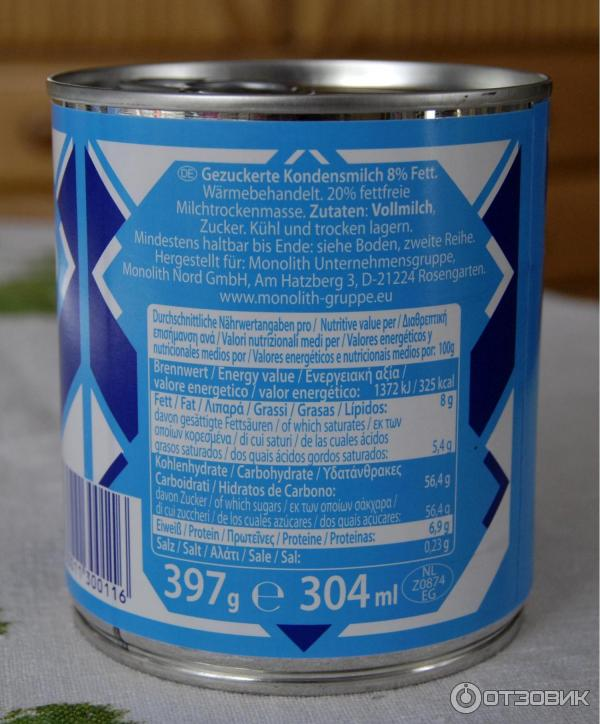 DE Gezuckerte Kondensmilch 8% Fett.
Wärmebehandelt. 20% fettfreie
Milchtrockenmasse. Zutaten: Vollmilch,
Zucker. Kühl und trocken lagern.
Mindestens haltbar bis Ende: siehe Boden, zweite Reihe.
Hergestellt für: Monolith Unternehmensgruppe,
Monolith Nord GmbH, Am Hatzberg 3, D-21224 Rosengarten.
www.monolith-gruppe.eu
Durchschnittliche Nährwertangaben pro / Nutritive value per / Διαθρεπτική
επισήμανση ανά / Valori nutrizionali medi per / Valores energéticos y
nutricionales medios por / Valores energéticos e nutricionais medios por: 100g
Brennwert / Energy value / Ενεργειακή αξία /
valore energetico / valor energético: 1372 kJ / 325 kcal
Fett / Fat / Λιπαρά / Grassi / Grasas / Lípidos: 8 g
davon gesättigte Fettsäuren / of which saturates / εκ των
οποίων κορεσμένα / di cui saturi / de las cuales ácidos
grasos saturados / dos quais ácidos gordos saturados: 5,4 g
Kohlenhydrate / Carbohydrate / Υδατάνθρακες
Carboidrati / Hidratos de Carbono: 56,4 g
davon Zucker / of which sugars / εκ των οποίων σάκχαρα /
di cui zuccheri / de los cuales azúcares / dos quais açúcares: 56,4 g
Eiweiß / Protein / Πρωτεΐνες / Proteine / Proteinas: 6,9 g
Salz / Salt / Αλάτι / Sale / Sal: 0,23 g
397g e 304 ml
NL
Z0874
EG
300116
ОТЗОВИК